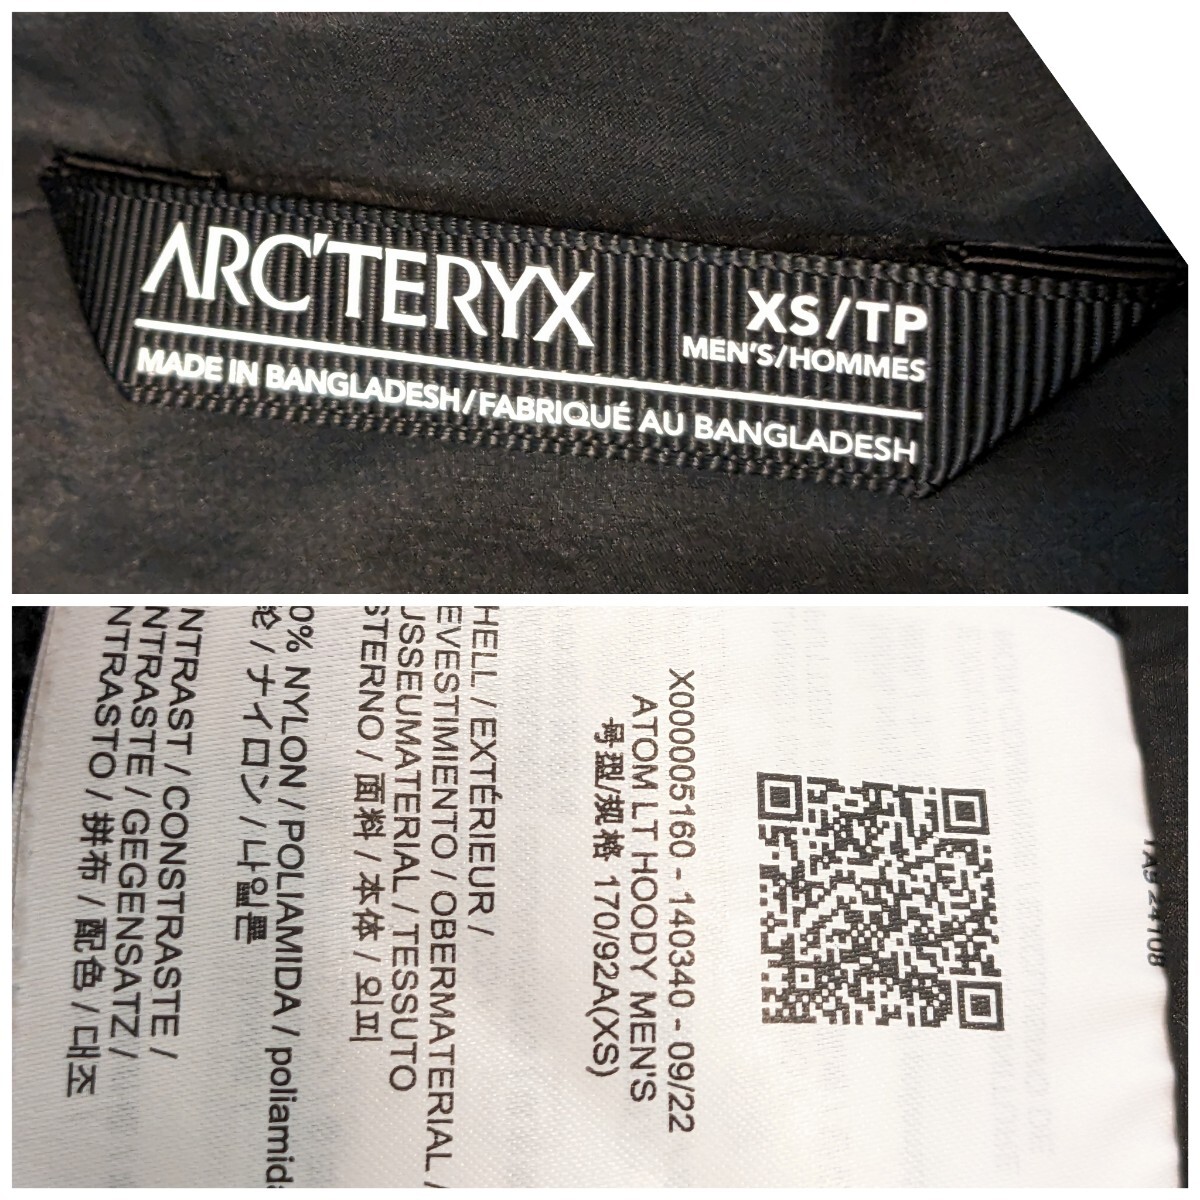 ARC'TERYX
XS/TP
MEN'S/HOMMES
MADE IN BANGLADESH/FABRIQUÉ AU BANGLADESH
X000005160 - 140340 - 09/22
ATOM LT HOODY MEN'S
号型/规格 170/92A(XS)
HELL / EXTÉRIEUR /
EVESTIMIENTO / OBERMATERIAL /
USSEUMATERIAL / TESSUTO
STERNO / 面料 / 本体 / 외피
0% NYLON / POLIAMIDA / poliamida
纶 / ナイロン / 나일론
NTRAST / CONSTRASTE /
NTRASTE / GEGENSATZ /
NTRASTO / 拼布 / 配色 / 대조